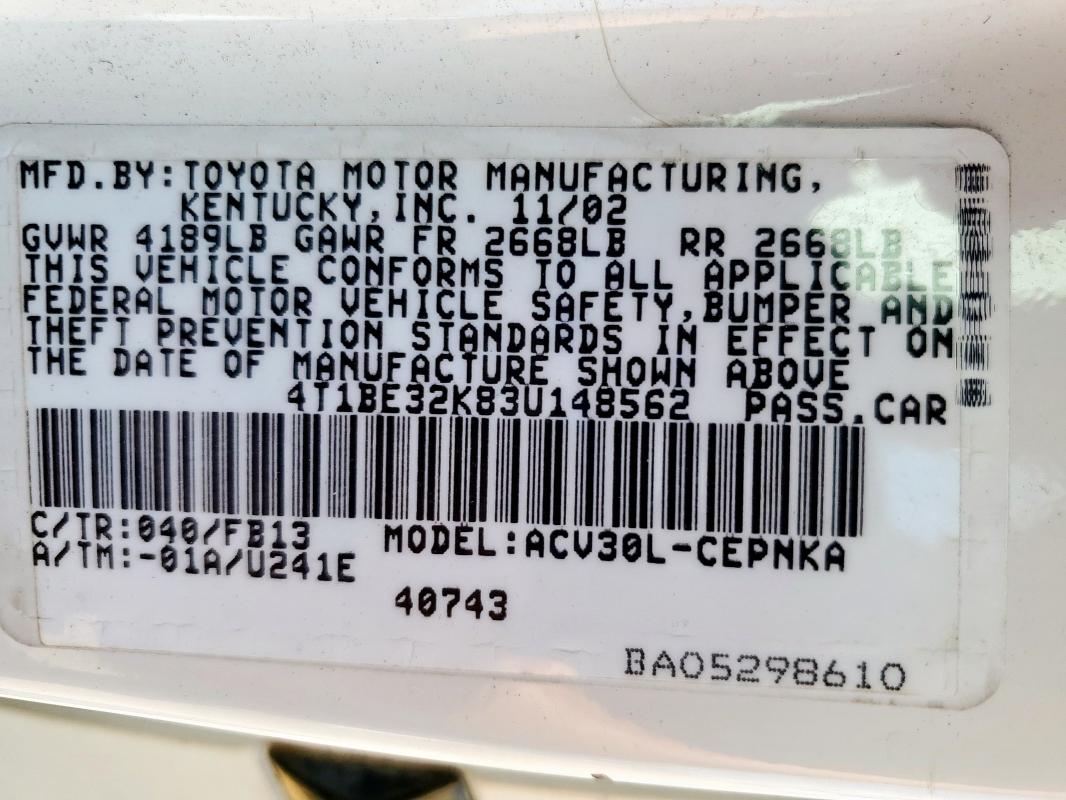 MFD.BY:TOYOTA MOTOR MANUFACTURING,
KENTUCKY,INC. 11/02
GVWR 4189LB GAWR FR 2668LB RR 2668LB
THIS VEHICLE CONFORMS TO ALL APPLICABLE
FEDERAL MOTOR VEHICLE SAFETY,BUMPER AND
THEFT PREVENTION STANDARDS IN EFFECT ON
THE DATE OF MANUFACTURE SHOWN ABOVE
4T1BE32K83U148562 PASS.CAR
C/TR:040/FB13 MODEL:ACV30L-CEPNKA
A/TM:-01A/U241E
40743
BA05298610